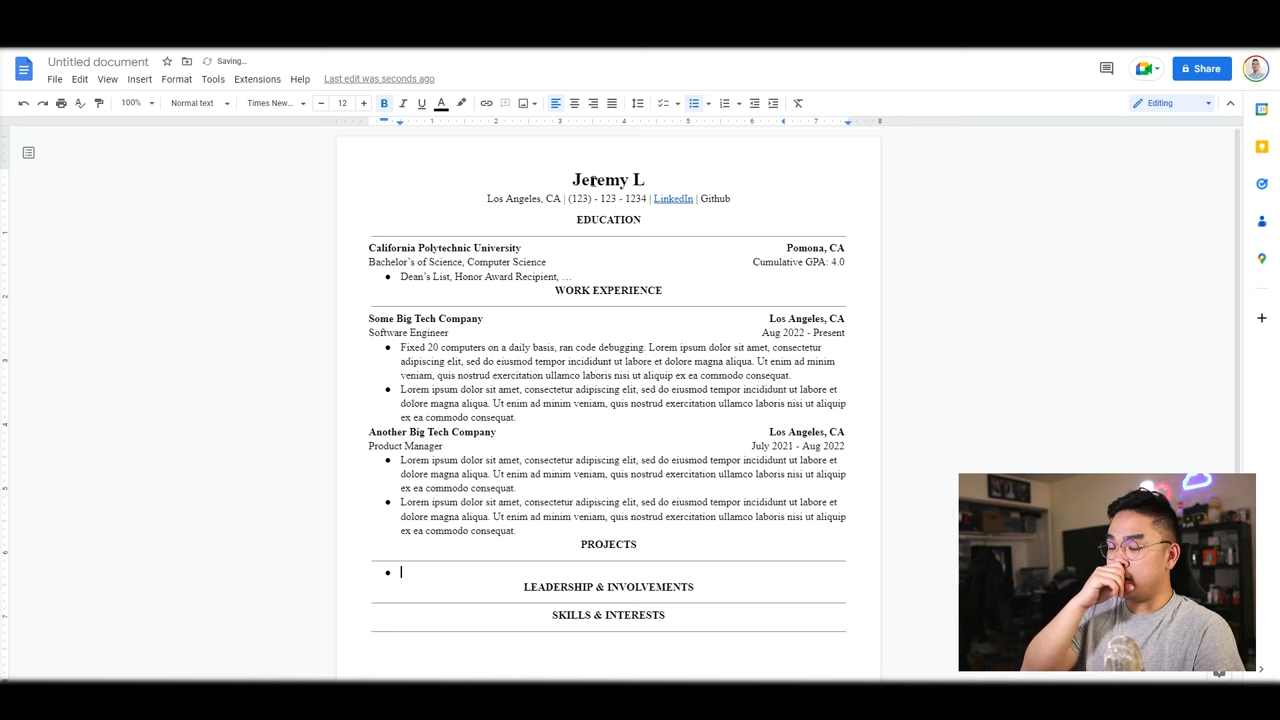 Untitled document
Saving...
File Edit View Insert Format Tools Extensions Help Last edit was seconds ago
Share
100% Normal text Times New... 12 Editing
1 2 3 4 5 6 7 8
Jeremy L
Los Angeles, CA | (123) - 123 - 1234 | LinkedIn | Github
EDUCATION
California Polytechnic University Pomona, CA
Bachelor's of Science, Computer Science Cumulative GPA: 4.0
● Dean's List, Honor Award Recipient, …
WORK EXPERIENCE
Some Big Tech Company Los Angeles, CA
Software Engineer Aug 2022 - Present
● Fixed 20 computers on a daily basis, ran code debugging. Lorem ipsum dolor sit amet, consectetur
adipiscing elit, sed do eiusmod tempor incididunt ut labore et dolore magna aliqua. Ut enim ad minim
veniam, quis nostrud exercitation ullamco laboris nisi ut aliquip ex ea commodo consequat.
● Lorem ipsum dolor sit amet, consectetur adipiscing elit, sed do eiusmod tempor incididunt ut labore et
dolore magna aliqua. Ut enim ad minim veniam, quis nostrud exercitation ullamco laboris nisi ut aliquip
ex ea commodo consequat.
Another Big Tech Company Los Angeles, CA
Product Manager July 2021 - Aug 2022
● Lorem ipsum dolor sit amet, consectetur adipiscing elit, sed do eiusmod tempor incididunt ut labore et
dolore magna aliqua. Ut enim ad minim veniam, quis nostrud exercitation ullamco laboris nisi ut aliquip
ex ea commodo consequat.
● Lorem ipsum dolor sit amet, consectetur adipiscing elit, sed do eiusmod tempor incididunt ut labore et
dolore magna aliqua. Ut enim ad minim veniam, quis nostrud exercitation ullamco laboris nisi ut aliquip
ex ea commodo consequat.
PROJECTS
●
LEADERSHIP & INVOLVEMENTS
SKILLS & INTERESTS